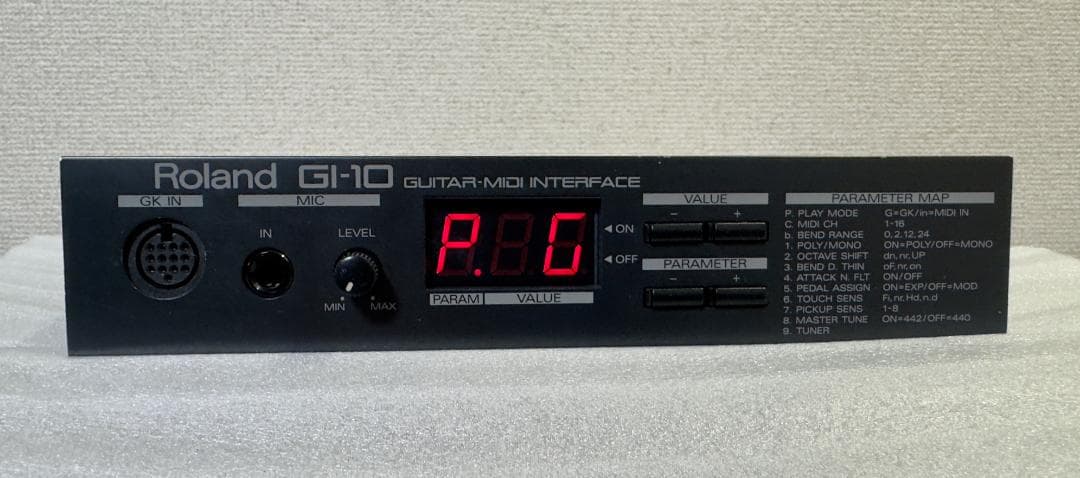 Roland GI-10 GUITAR-MIDI INTERFACE
GK IN
MIC
IN
LEVEL
MIN
MAX
P. G
PARAM
VALUE
◀ ON
◀ OFF
VALUE
- +
PARAMETER
- +
PARAMETER MAP
P. PLAY MODE G=GK/in=MIDI IN
C. MIDI CH 1-16
b. BEND RANGE 0,2,12,24
1. POLY/MONO ON=POLY/OFF=MONO
2. OCTAVE SHIFT dn,nr,UP
3. BEND D. THIN oF,nr,on
4. ATTACK N. FLT ON/OFF
5. PEDAL ASSIGN ON=EXP/OFF=MOD
6. TOUCH SENS Fi,nr,Hd,n.d
7. PICKUP SENS 1-8
8. MASTER TUNE ON=442/OFF=440
9. TUNER